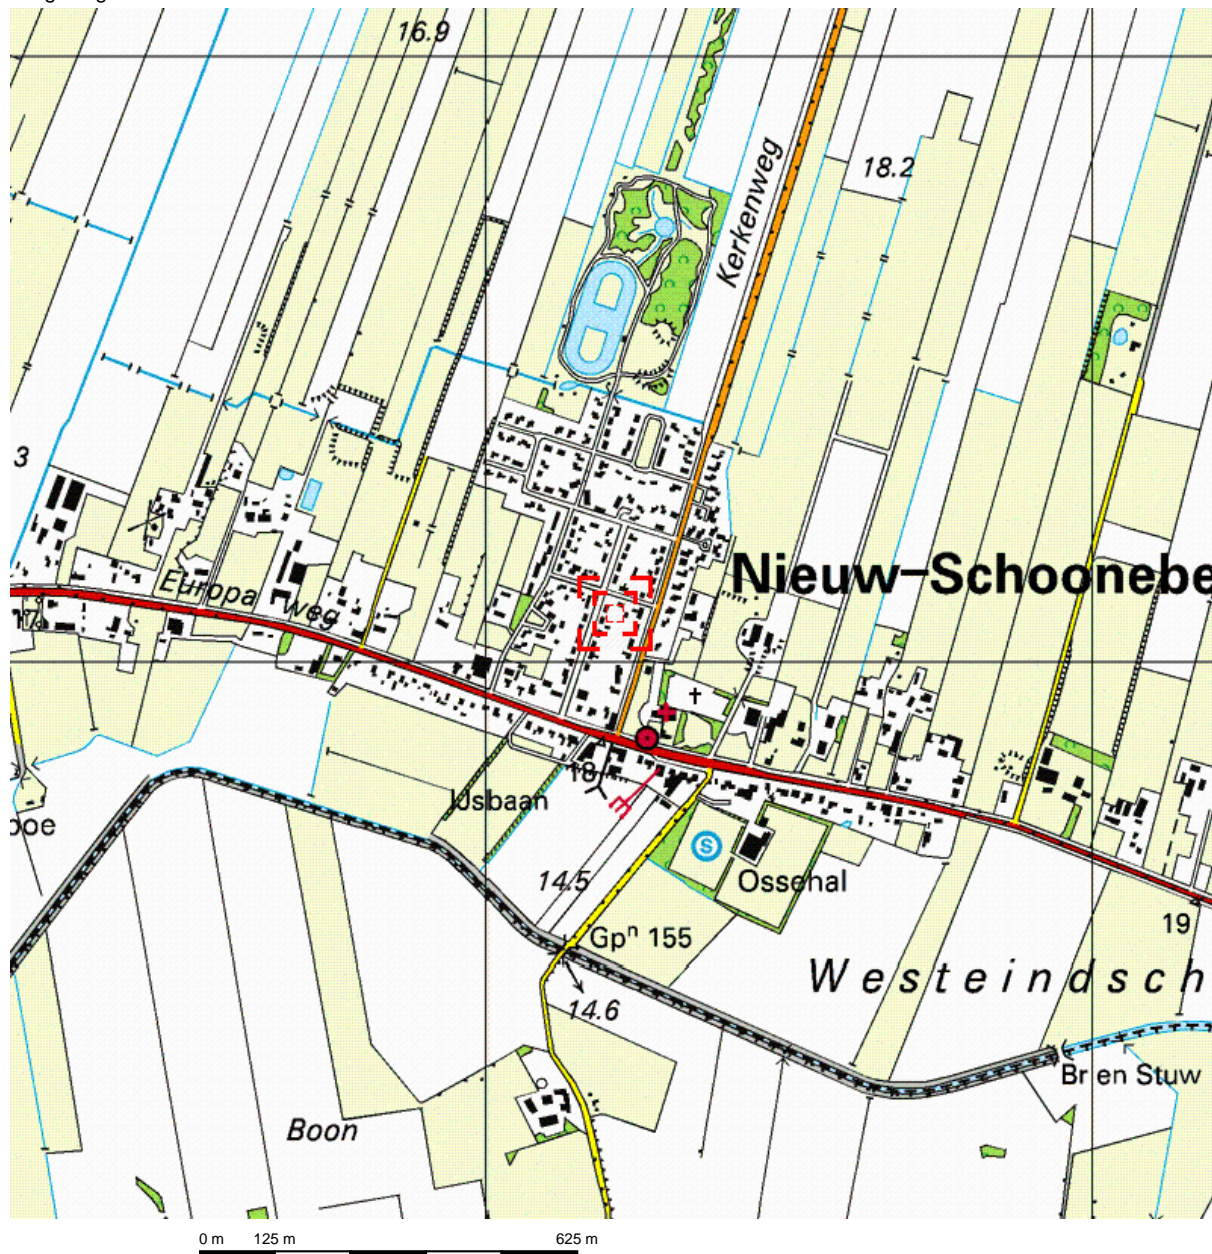 16.9
18.2
Kerkenweg
3
Nieuw-Schoonebe
Europa weg
17.
18
IJsbaan
poe
S
14.5
Ossehal
Gpⁿ 155
19
Westeindsch
14.6
Br en Stuw
Boon
0 m 125 m 625 m